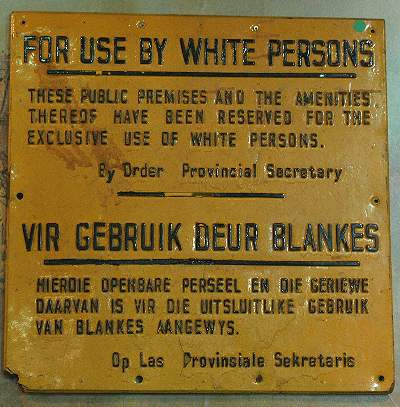 FOR USE BY WHITE PERSONS
THESE PUBLIC PREMISES AND THE AMENITIES
THEREOF HAVE BEEN RESERVED FOR THE
EXCLUSIVE USE OF WHITE PERSONS.
By Order Provincial Secretary
VIR GEBRUIK DEUR BLANKES
HIERDIE OPENBARE PERSEEL EN DIE GERIEWE
DAARVAN IS VIR DIE UITSLUITLIKE GEBRUIK
VAN BLANKES AANGEWYS.
Op Las Provinsiale Sekretaris